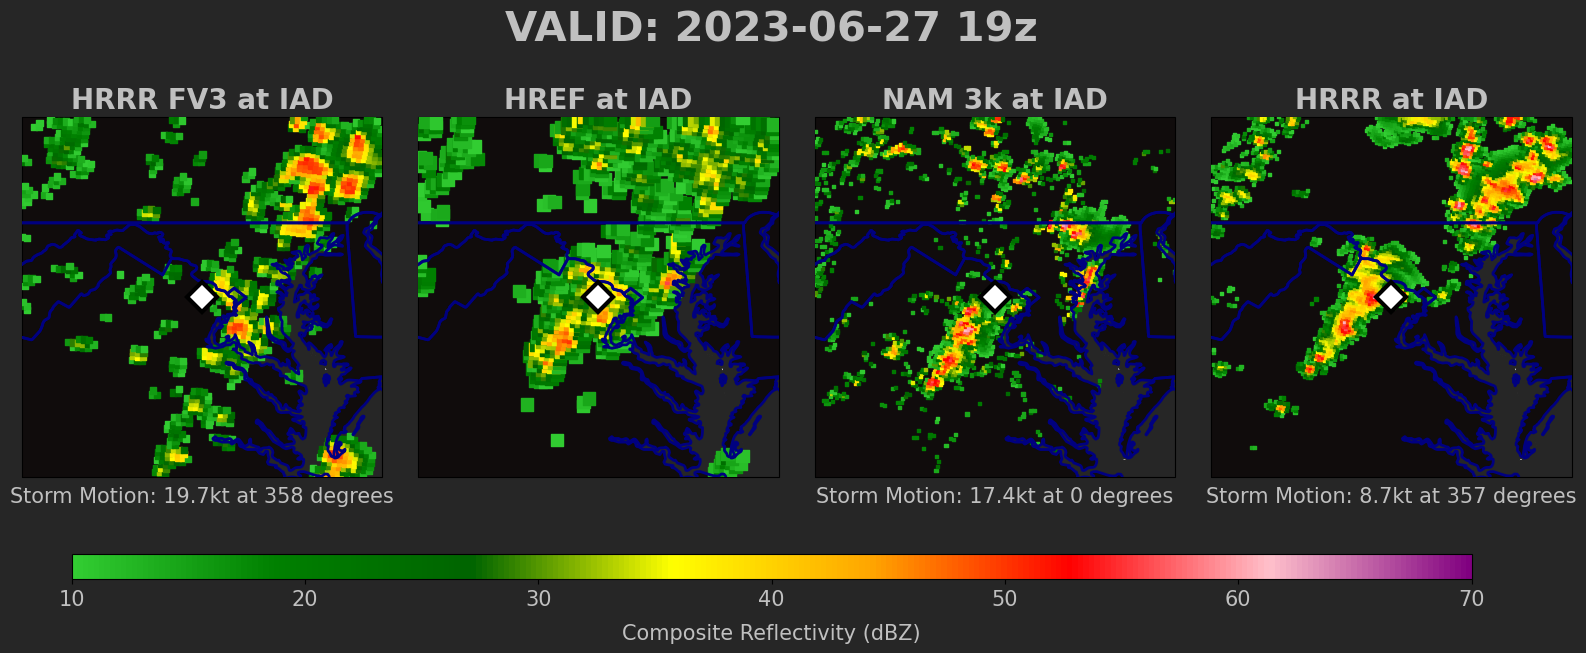 VALID: 2023-06-27 19z
HRRR FV3 at IAD
HREF at IAD
NAM 3k at IAD
HRRR at IAD
Storm Motion: 19.7kt at 358 degrees
Storm Motion: 17.4kt at 0 degrees
Storm Motion: 8.7kt at 357 degrees
10 20 30 40 50 60 70
Composite Reflectivity (dBZ)